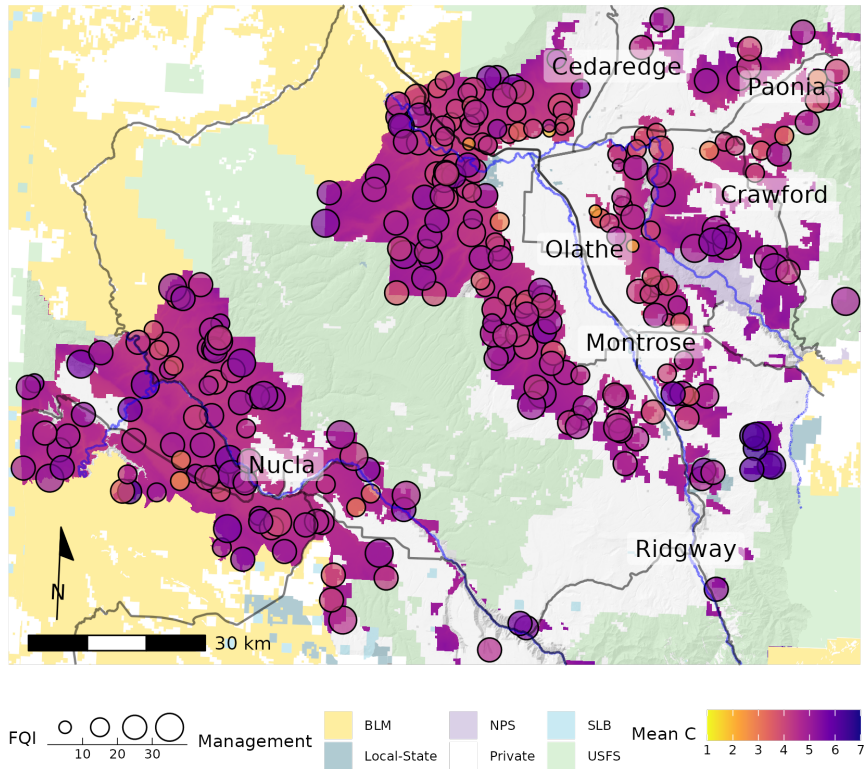 Cedaredge
Paonia
Crawford
Olathe
Montrose
Nucla
Ridgway
N
30 km
FQI
10 20 30
Management
BLM
NPS
SLB
Local-State
Private
USFS
Mean C
1 2 3 4 5 6 7